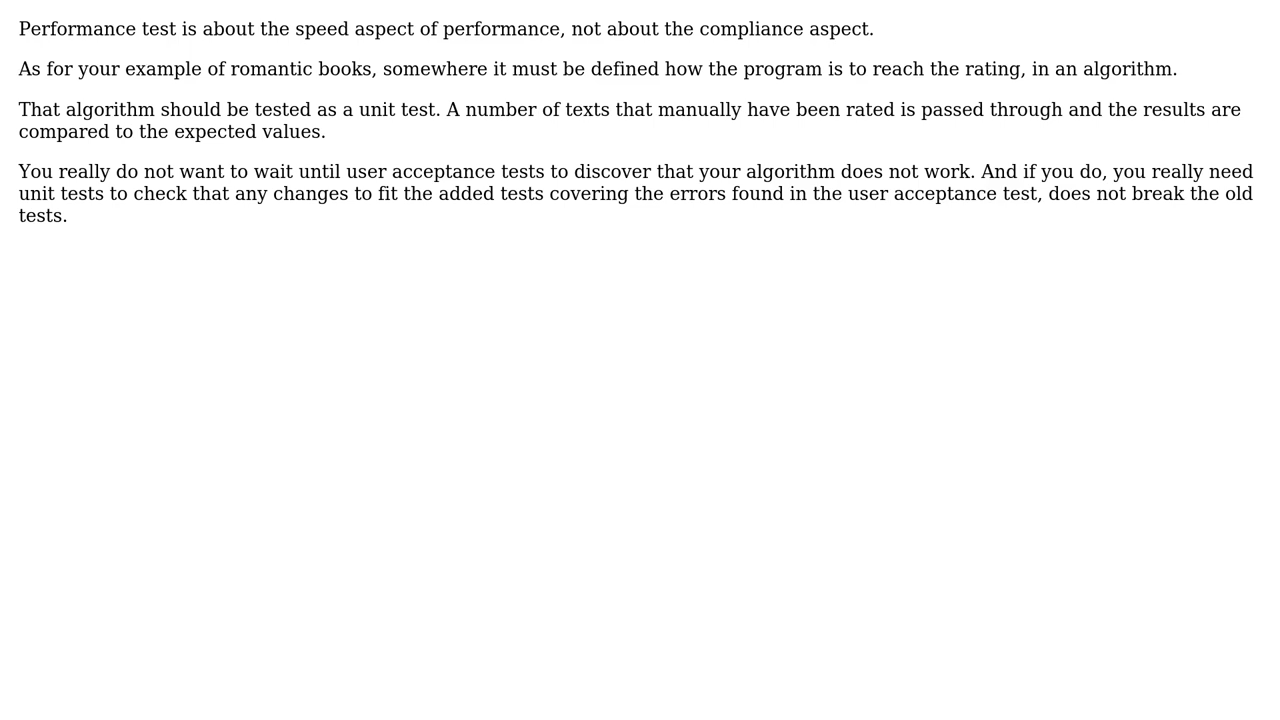 Performance test is about the speed aspect of performance, not about the compliance aspect.
As for your example of romantic books, somewhere it must be defined how the program is to reach the rating, in an algorithm.
That algorithm should be tested as a unit test. A number of texts that manually have been rated is passed through and the results are
compared to the expected values.
You really do not want to wait until user acceptance tests to discover that your algorithm does not work. And if you do, you really need
unit tests to check that any changes to fit the added tests covering the errors found in the user acceptance test, does not break the old
tests.